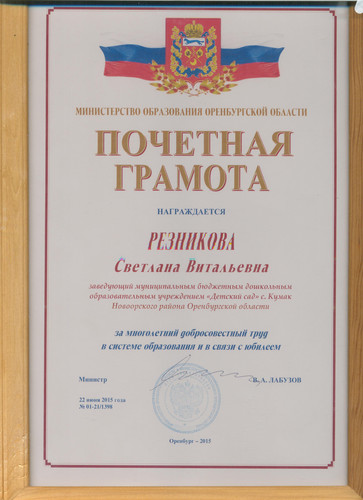 МИНИСТЕРСТВО ОБРАЗОВАНИЯ ОРЕНБУРГСКОЙ ОБЛАСТИ
ПОЧЕТНАЯ
ГРАМОТА
НАГРАЖДАЕТСЯ
РЕЗНИКОВА
Светлана Витальевна
заведующий муниципальным бюджетным дошкольным
образовательным учреждением «Детский сад» с. Кумак
Новоорского района Оренбургской области
за многолетний добросовестный труд
в системе образования и в связи с юбилеем
Министр
В. А. ЛАБУЗОВ
22 июня 2015 года
№ 01-21/1398
Оренбург – 2015